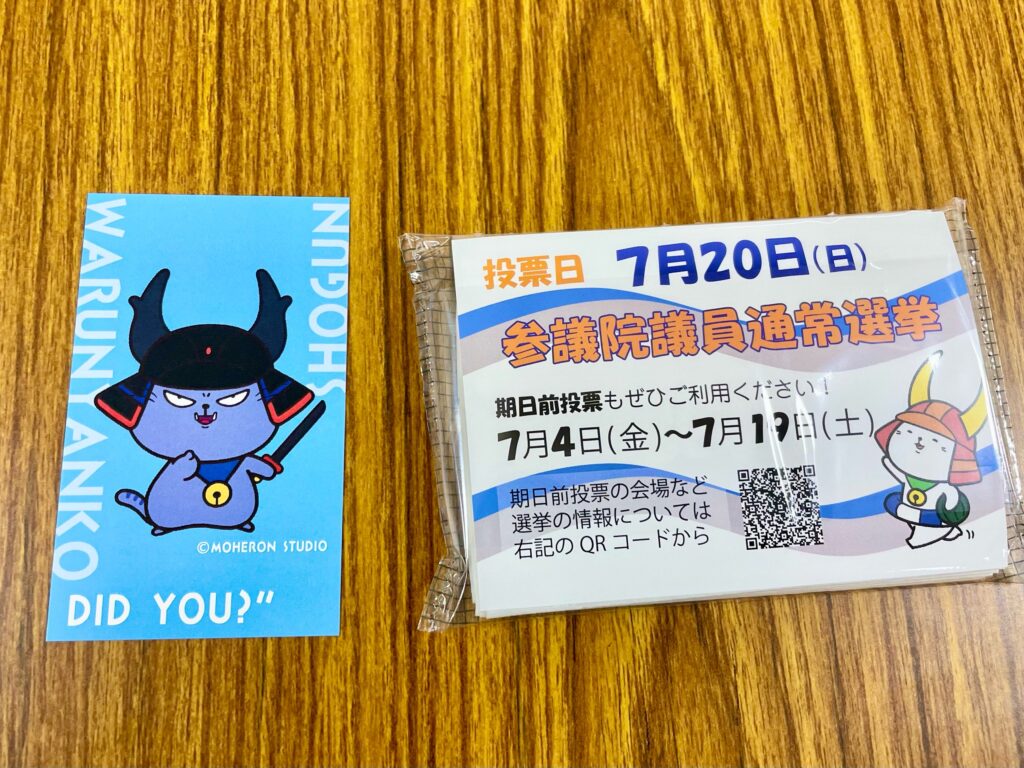 WARUNYANKO
SHOGUN
©MOHERON STUDIO
DID YOU?"
投票日 7月20日(日)
参議院議員通常選挙
期日前投票もぜひご利用ください!
7月4日(金)~7月19日(土)
期日前投票の会場など
選挙の情報については
右記のQRコードから